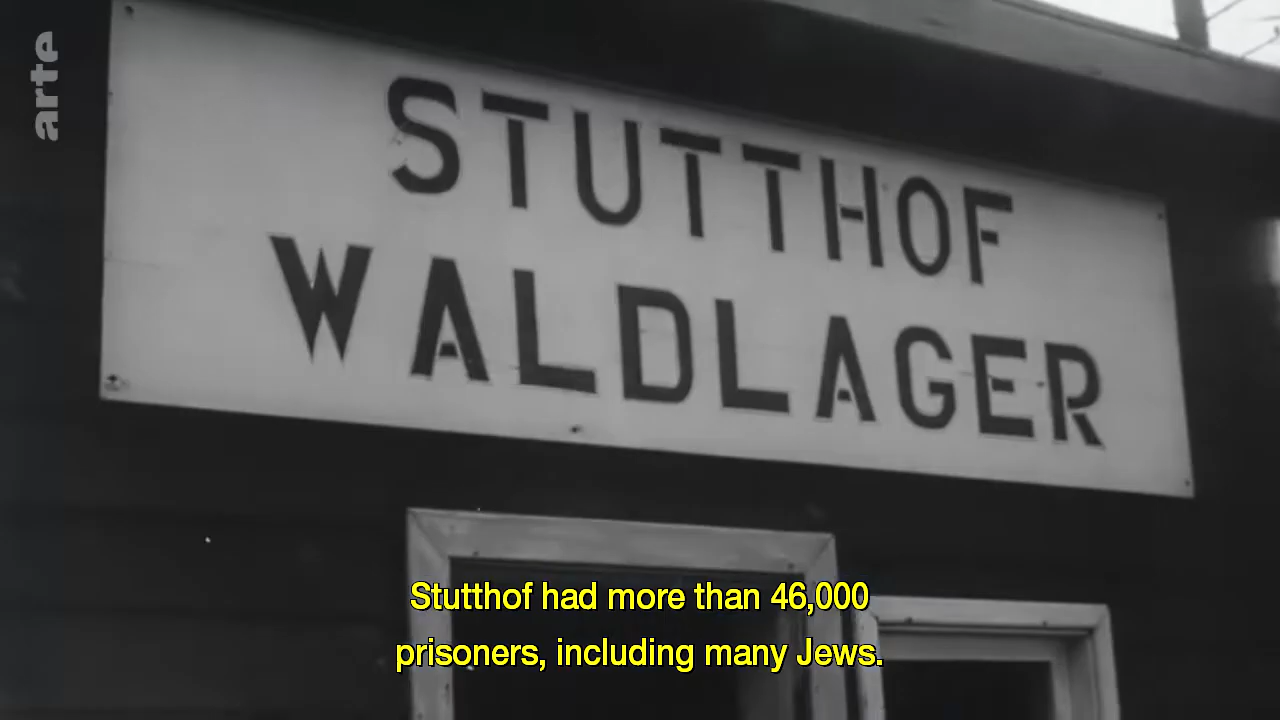 arte
STUTTHOF
WALDLAGER
Stutthof had more than 46,000
prisoners, including many Jews.